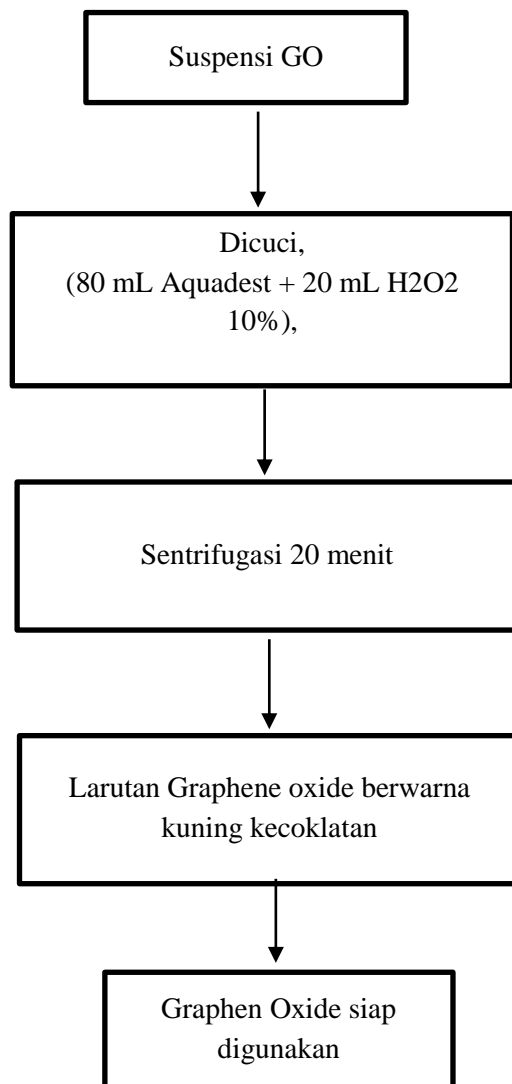 Suspensi GO
Dicuci,
(80 mL Aquadest + 20 mL H2O2
10%),
Sentrifugasi 20 menit
Larutan Graphene oxide berwarna
kuning kecoklatan
Graphen Oxide siap
digunakan